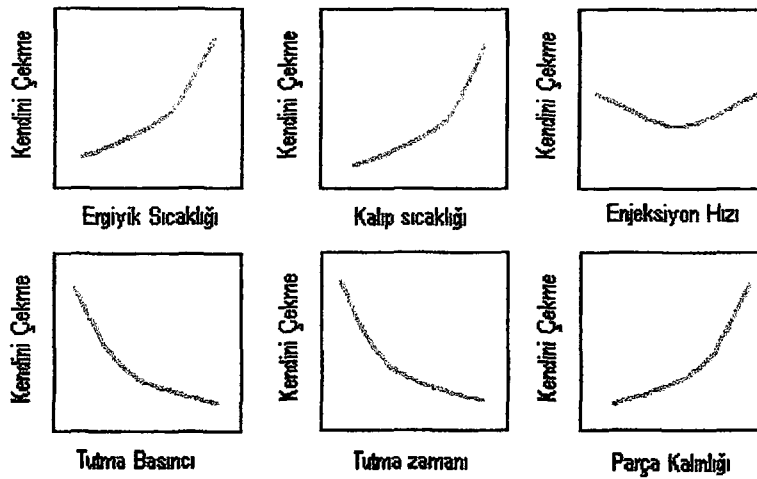 Kendini Çekme
Ergiyik Sıcaklığı
Kendini Çekme
Kalıp sıcaklığı
Kendini Çekme
Enjeksiyon Hızı
Kendini Çekme
Tutma Basıncı
Kendini Çekme
Tutma zamanı
Kendini Çekme
Parça Kalınlığı